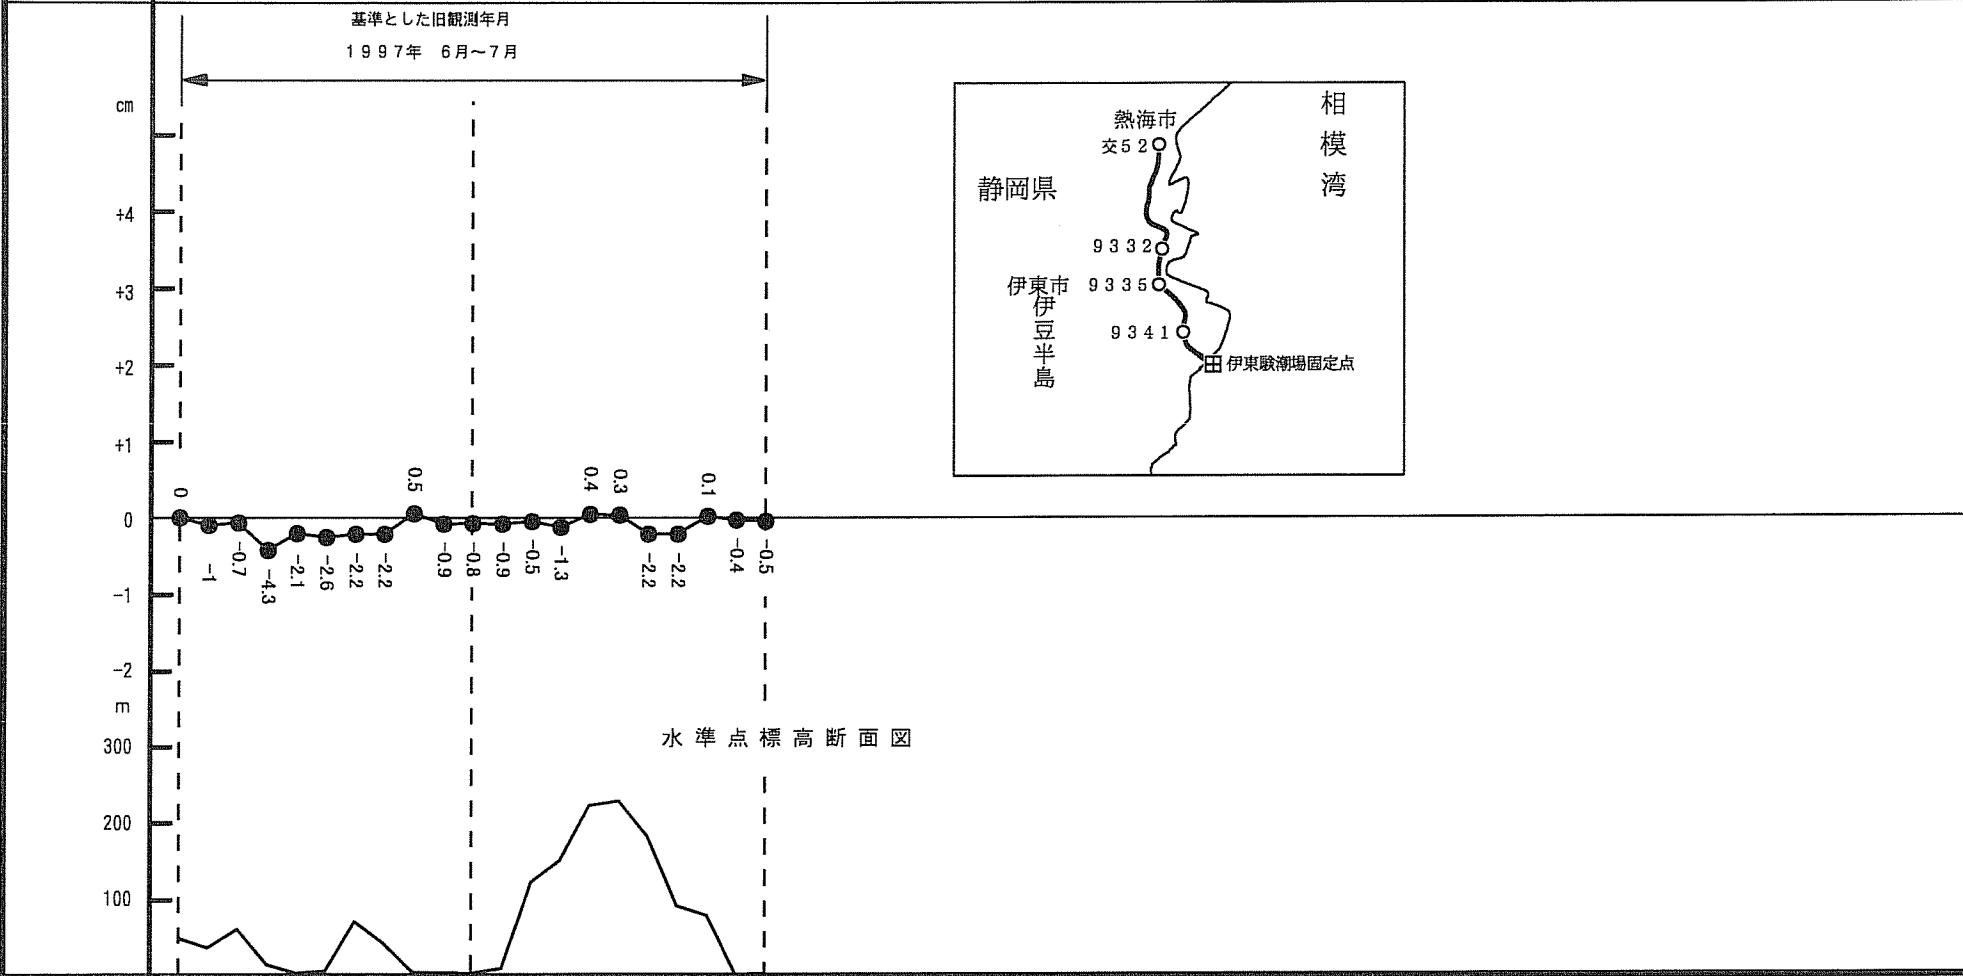 基準とした旧観測年月
1997年 6月～7月
cm
+4
+3
+2
+1
0
-1
-2
m
300
200
100
0
-1
-0.7
-4.3
-2.1
-2.6
-2.2
-2.2
0.5
-0.9
-0.8
-0.9
-0.5
-1.3
0.4
0.3
-2.2
-2.2
0.1
-0.4
-0.5
水準点標高断面図
相模湾
熱海市
交52
静岡県
9332
伊東市 9335
伊豆半島
9341
伊東験潮場固定点